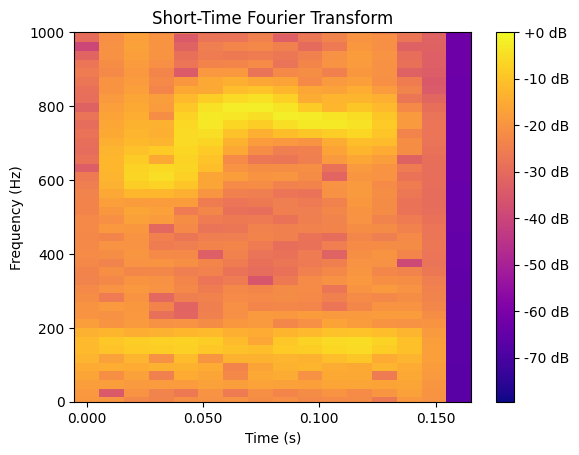 Short-Time Fourier Transform
1000
800
600
400
200
0
Frequency (Hz)
0.000
0.050
0.100
0.150
Time (s)
+0 dB
-10 dB
-20 dB
-30 dB
-40 dB
-50 dB
-60 dB
-70 dB